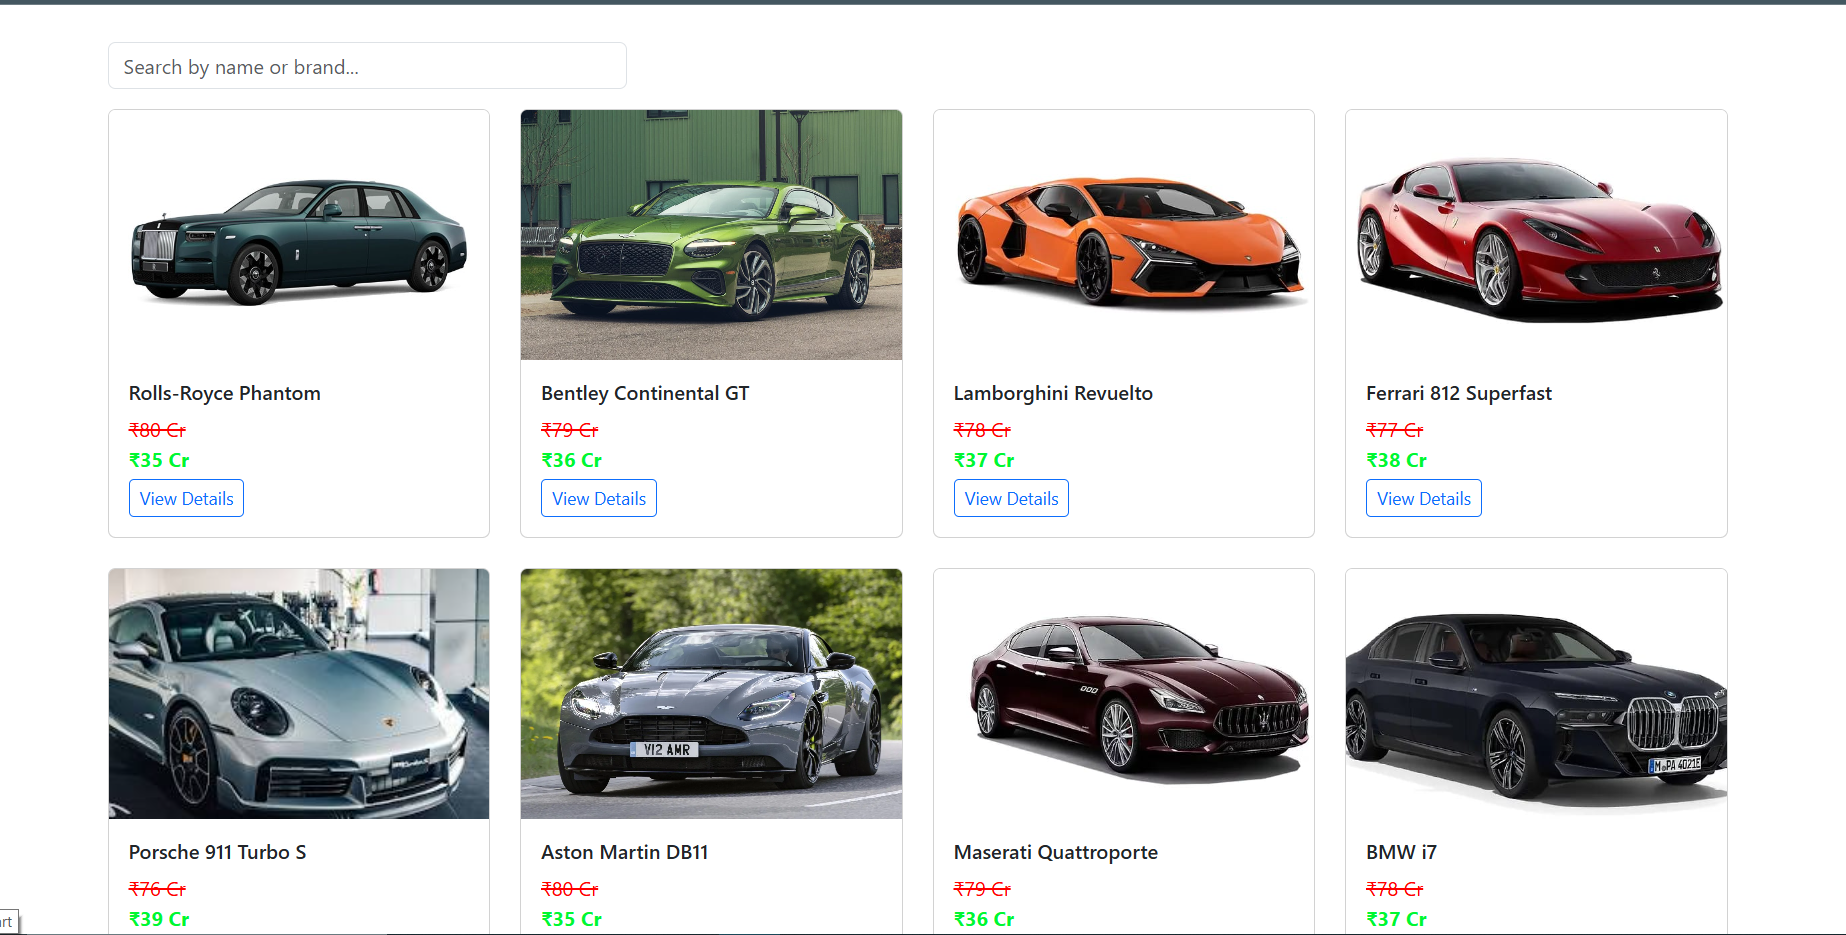 Search by name or brand...
Rolls-Royce Phantom
₹80 Cr
₹35 Cr
View Details
Bentley Continental GT
₹79 Cr
₹36 Cr
View Details
Lamborghini Revuelto
₹78 Cr
₹37 Cr
View Details
Ferrari 812 Superfast
₹77 Cr
₹38 Cr
View Details
Porsche 911 Turbo S
₹76 Cr
₹39 Cr
V12 AMR
Aston Martin DB11
₹80 Cr
₹35 Cr
Maserati Quattroporte
₹79 Cr
₹36 Cr
M PA 4021E
BMW i7
₹78 Cr
₹37 Cr
art